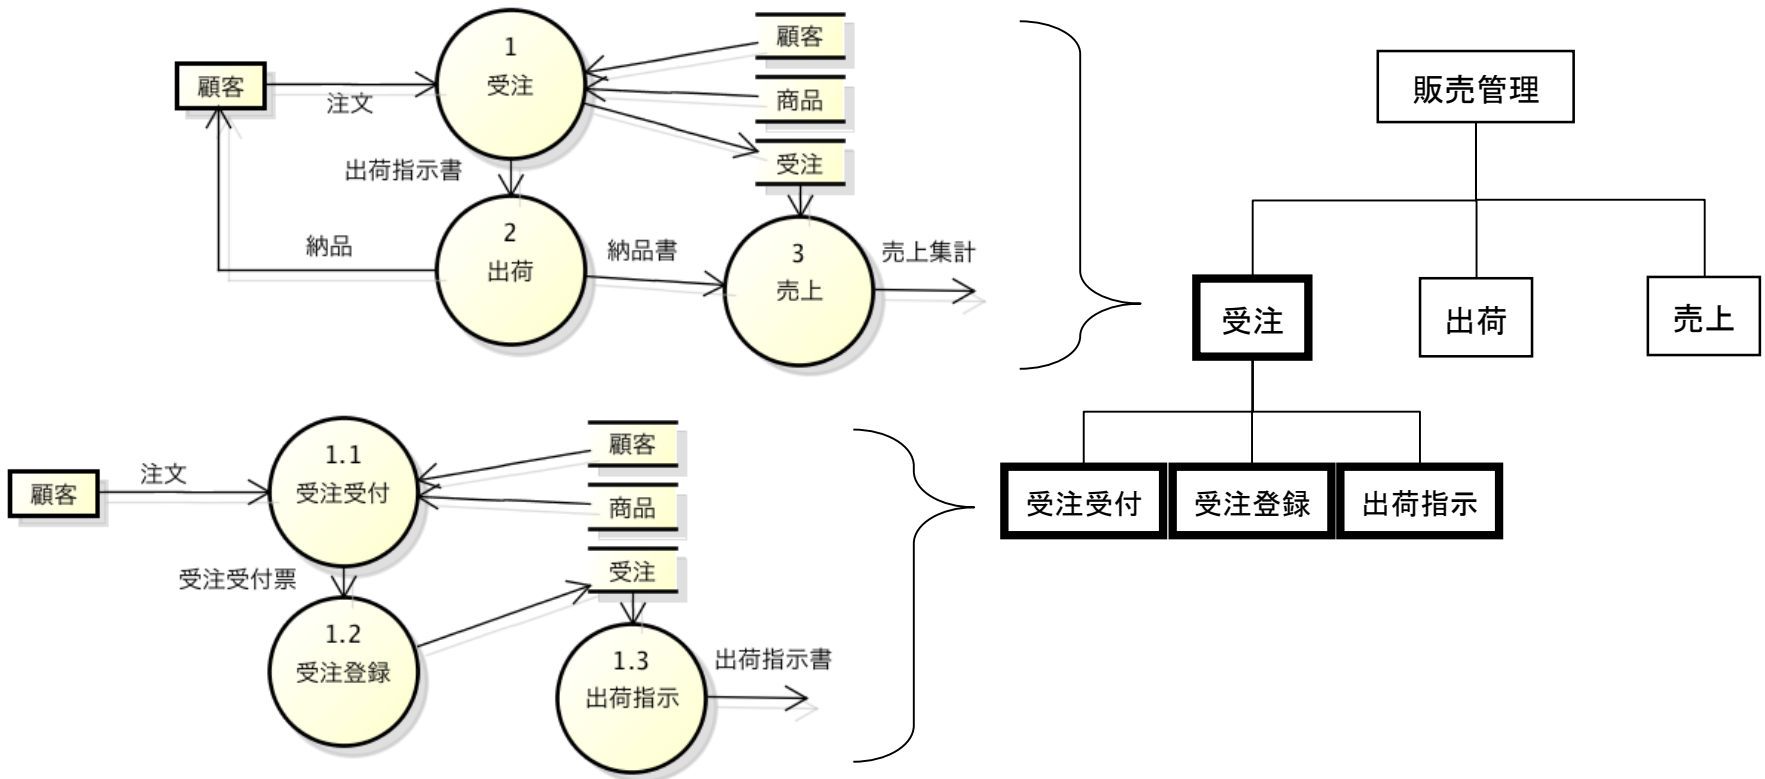 1
受注
顧客
商品
受注
顧客
注文
出荷指示書
2
出荷
納品
納品書
3
売上
売上集計
販売管理
受注
出荷
売上
受注受付
受注登録
出荷指示
1.1
受注受付
顧客
商品
受注
顧客
注文
受注受付票
1.2
受注登録
1.3
出荷指示
出荷指示書